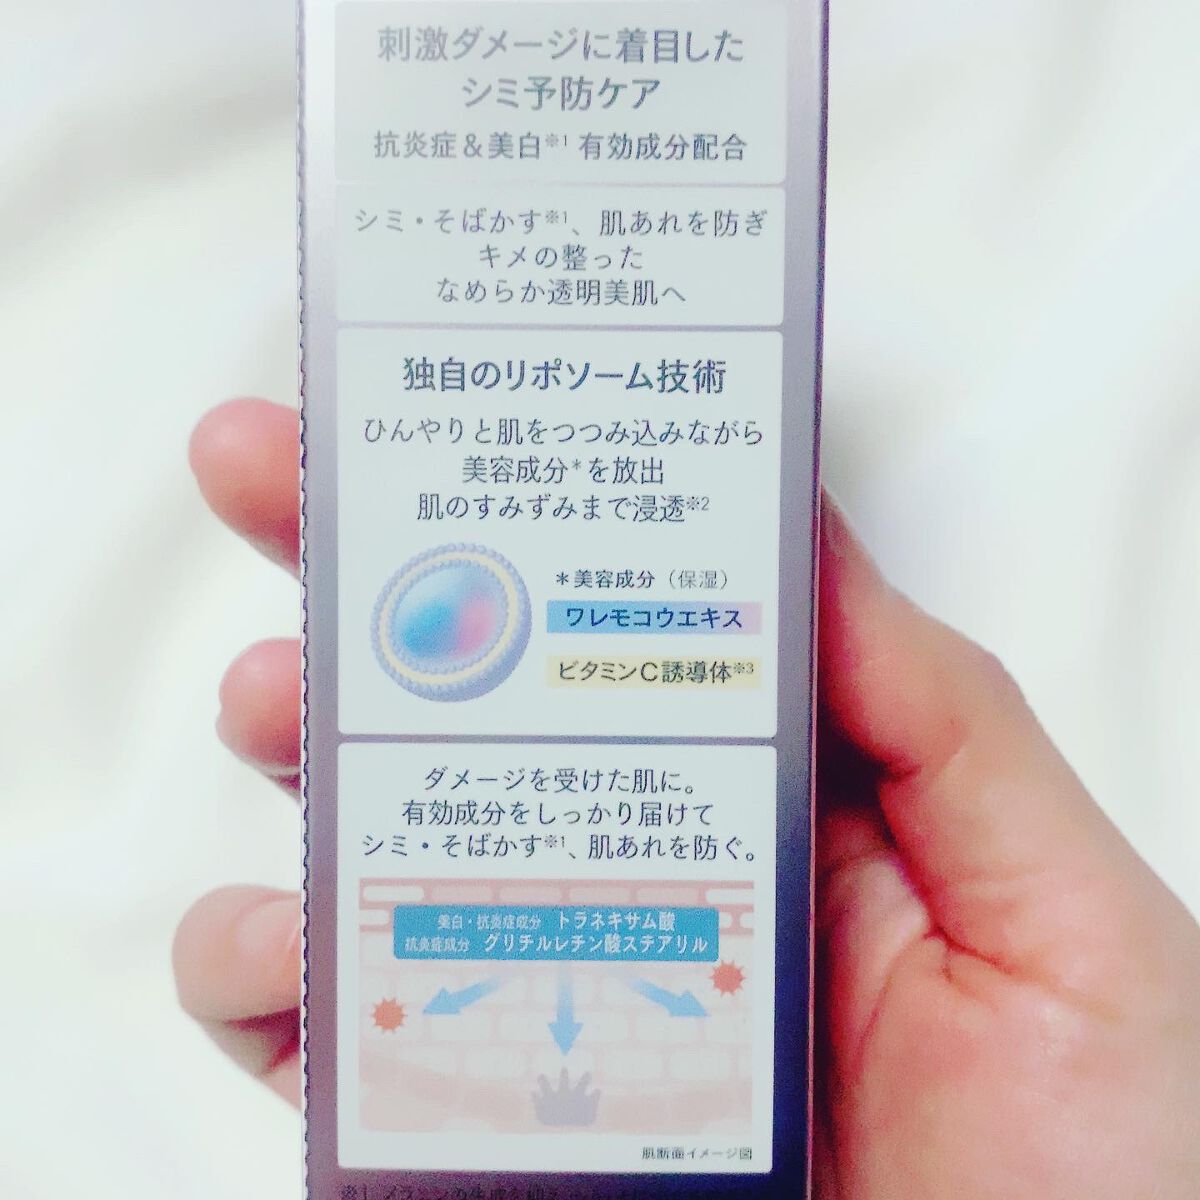 刺激ダメージに着目した
シミ予防ケア
抗炎症＆美白※1 有効成分配合
シミ・そばかす※1、肌あれを防ぎ
キメの整った
なめらか透明美肌へ
独自のリポソーム技術
ひんやりと肌をつつみ込みながら
美容成分*を放出
肌のすみずみまで浸透※2
*美容成分（保湿）
ワレモコウエキス
ビタミンC誘導体※3
ダメージを受けた肌に。
有効成分をしっかり届けて
シミ・そばかす※1、肌あれを防ぐ。
美白・抗炎症成分 トラネキサム酸
抗炎症成分 グリチルレチン酸ステアリル
肌断面イメージ図